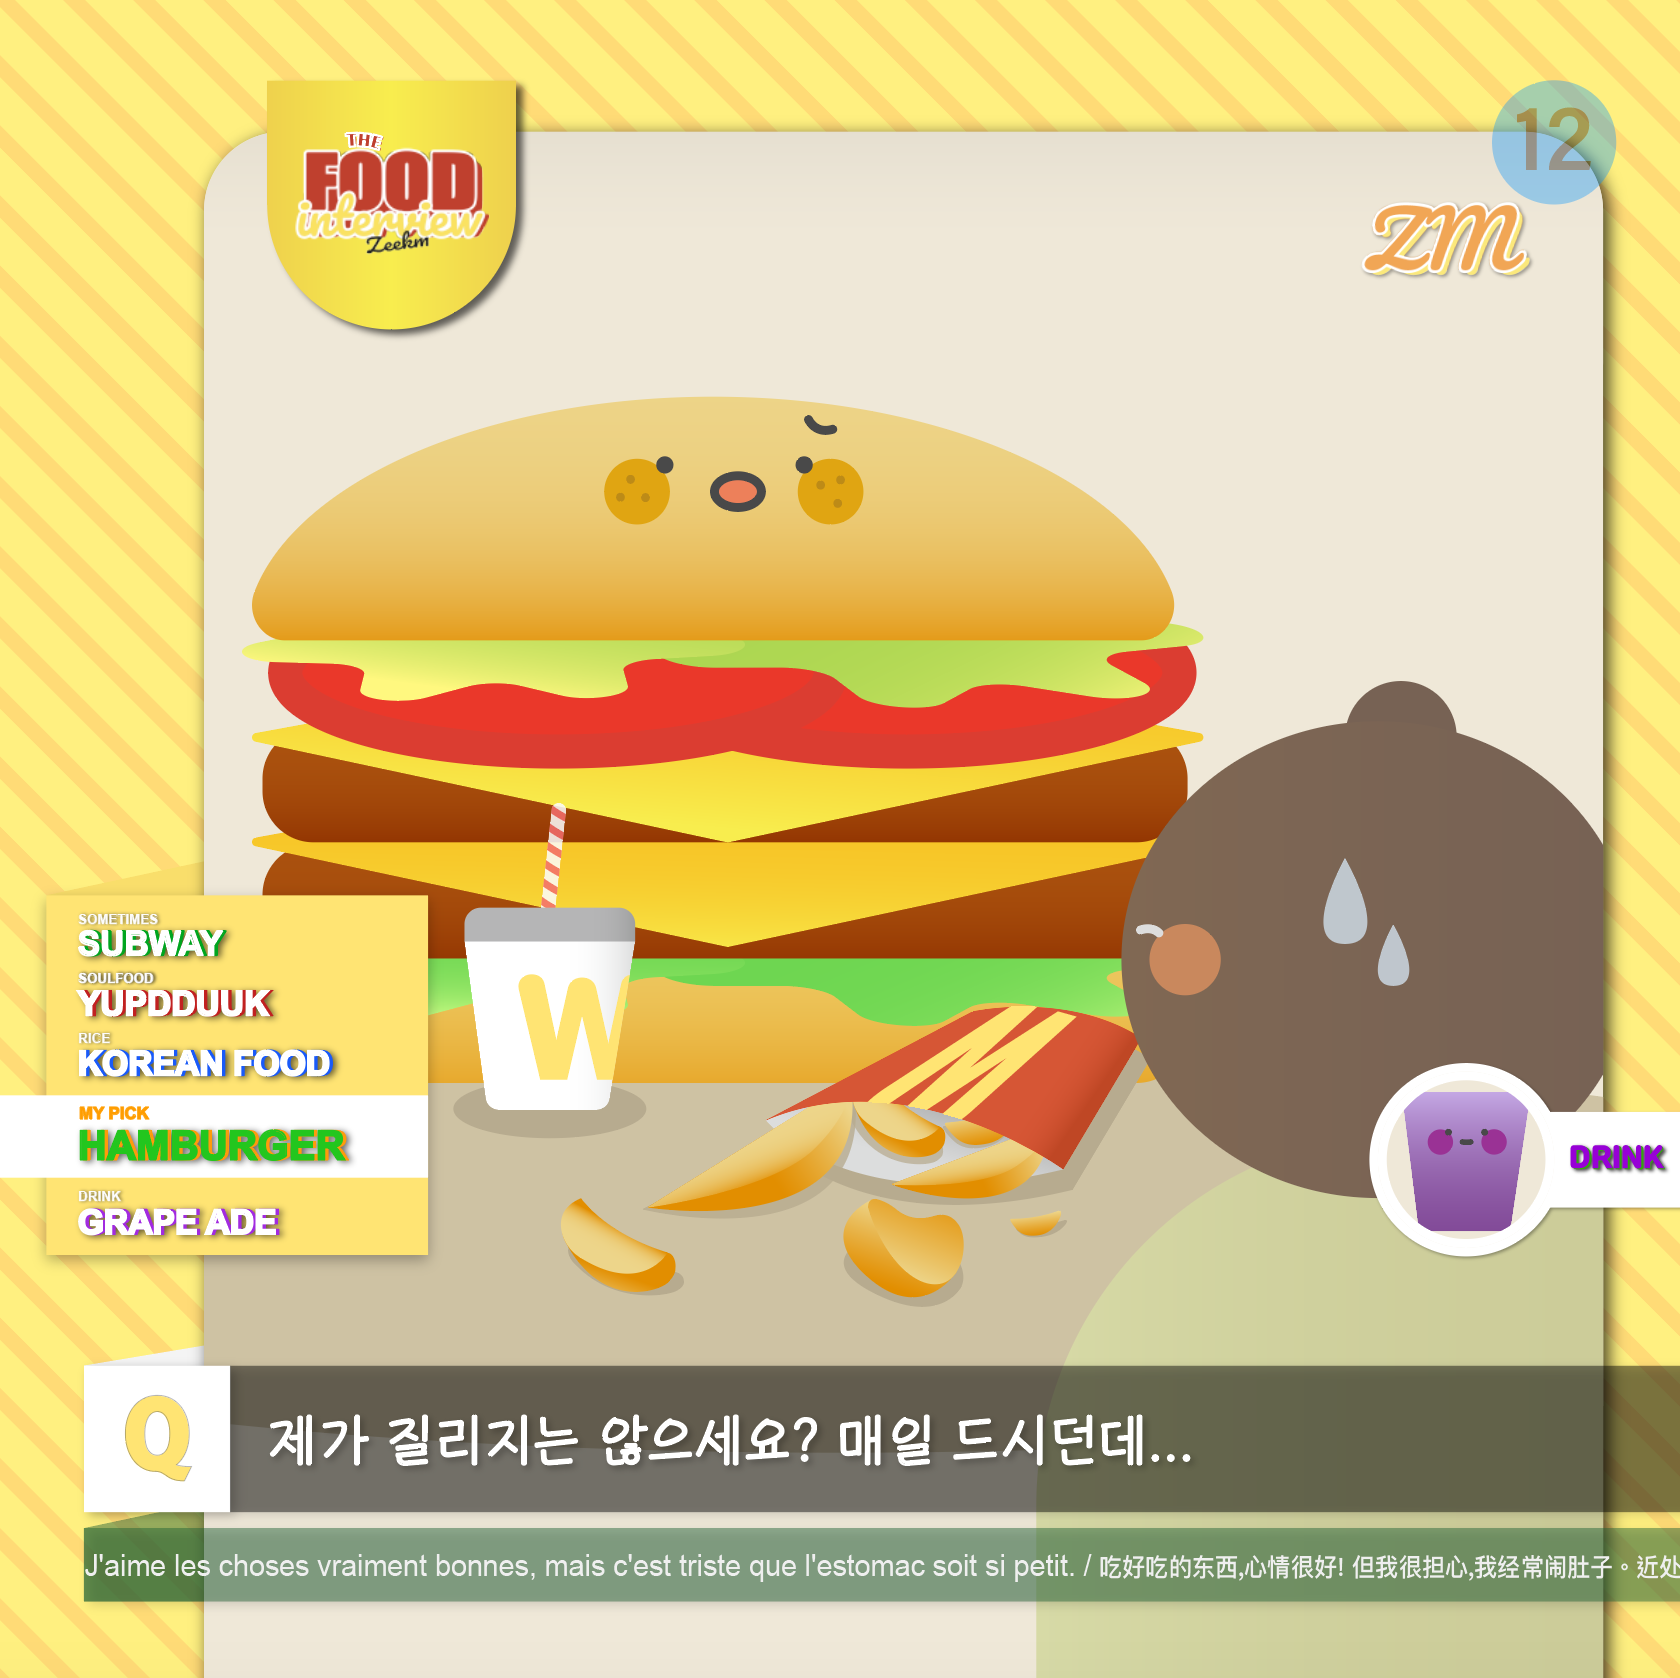 THE
FOOD
interview
Zeekm
12
ZM
SOMETIMES
SUBWAY
SOULFOOD
YUPDDUUK
RICE
KOREAN FOOD
MY PICK
HAMBURGER
DRINK
GRAPE ADE
W
DRINK
Q
제가 질리지는 않으세요? 매일 드시던데...
J'aime les choses vraiment bonnes, mais c'est triste que l'estomac soit si petit. / 吃好吃的东西,心情很好! 但我很担心,我经常闹肚子。近处